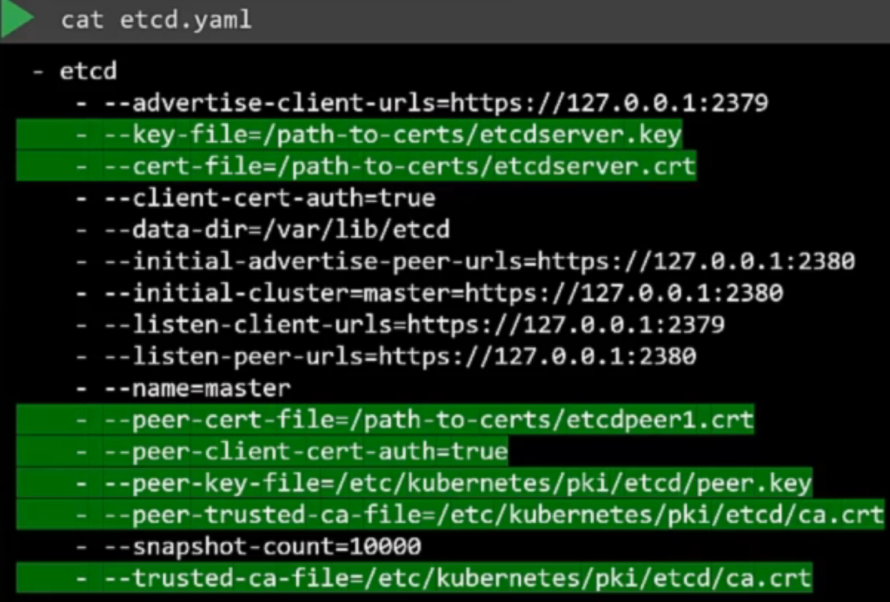 cat etcd.yaml
- etcd
- --advertise-client-urls=https://127.0.0.1:2379
- --key-file=/path-to-certs/etcdserver.key
- --cert-file=/path-to-certs/etcdserver.crt
- --client-cert-auth=true
- --data-dir=/var/lib/etcd
- --initial-advertise-peer-urls=https://127.0.0.1:2380
- --initial-cluster=master=https://127.0.0.1:2380
- --listen-client-urls=https://127.0.0.1:2379
- --listen-peer-urls=https://127.0.0.1:2380
- --name=master
- --peer-cert-file=/path-to-certs/etcdpeer1.crt
- --peer-client-cert-auth=true
- --peer-key-file=/etc/kubernetes/pki/etcd/peer.key
- --peer-trusted-ca-file=/etc/kubernetes/pki/etcd/ca.crt
- --snapshot-count=10000
- --trusted-ca-file=/etc/kubernetes/pki/etcd/ca.crt